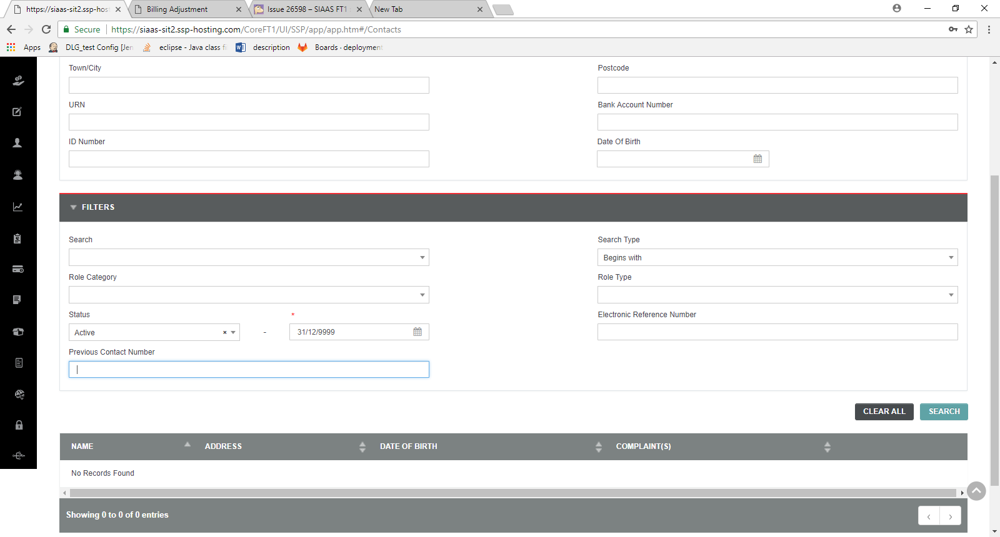 https://siaas-sit2.ssp-hos
Billing Adjustment
Issue 26598 – SIAAS FT1
New Tab
Secure
https://siaas-sit2.ssp-hosting.com/CoreFT1/UI/SSP/app/app.htm#/Contacts
Apps
DLG_test Config [Jen
eclipse - Java class fi
description
Boards · deployment
Town/City
Postcode
URN
Bank Account Number
ID Number
Date Of Birth
FILTERS
Search
Search Type
Begins with
Role Category
Role Type
Status
*
Electronic Reference Number
Active
× 
-
31/12/9999
Previous Contact Number
CLEAR ALL
SEARCH
NAME
ADDRESS
DATE OF BIRTH
COMPLAINT(S)
No Records Found
Showing 0 to 0 of 0 entries
‹
›